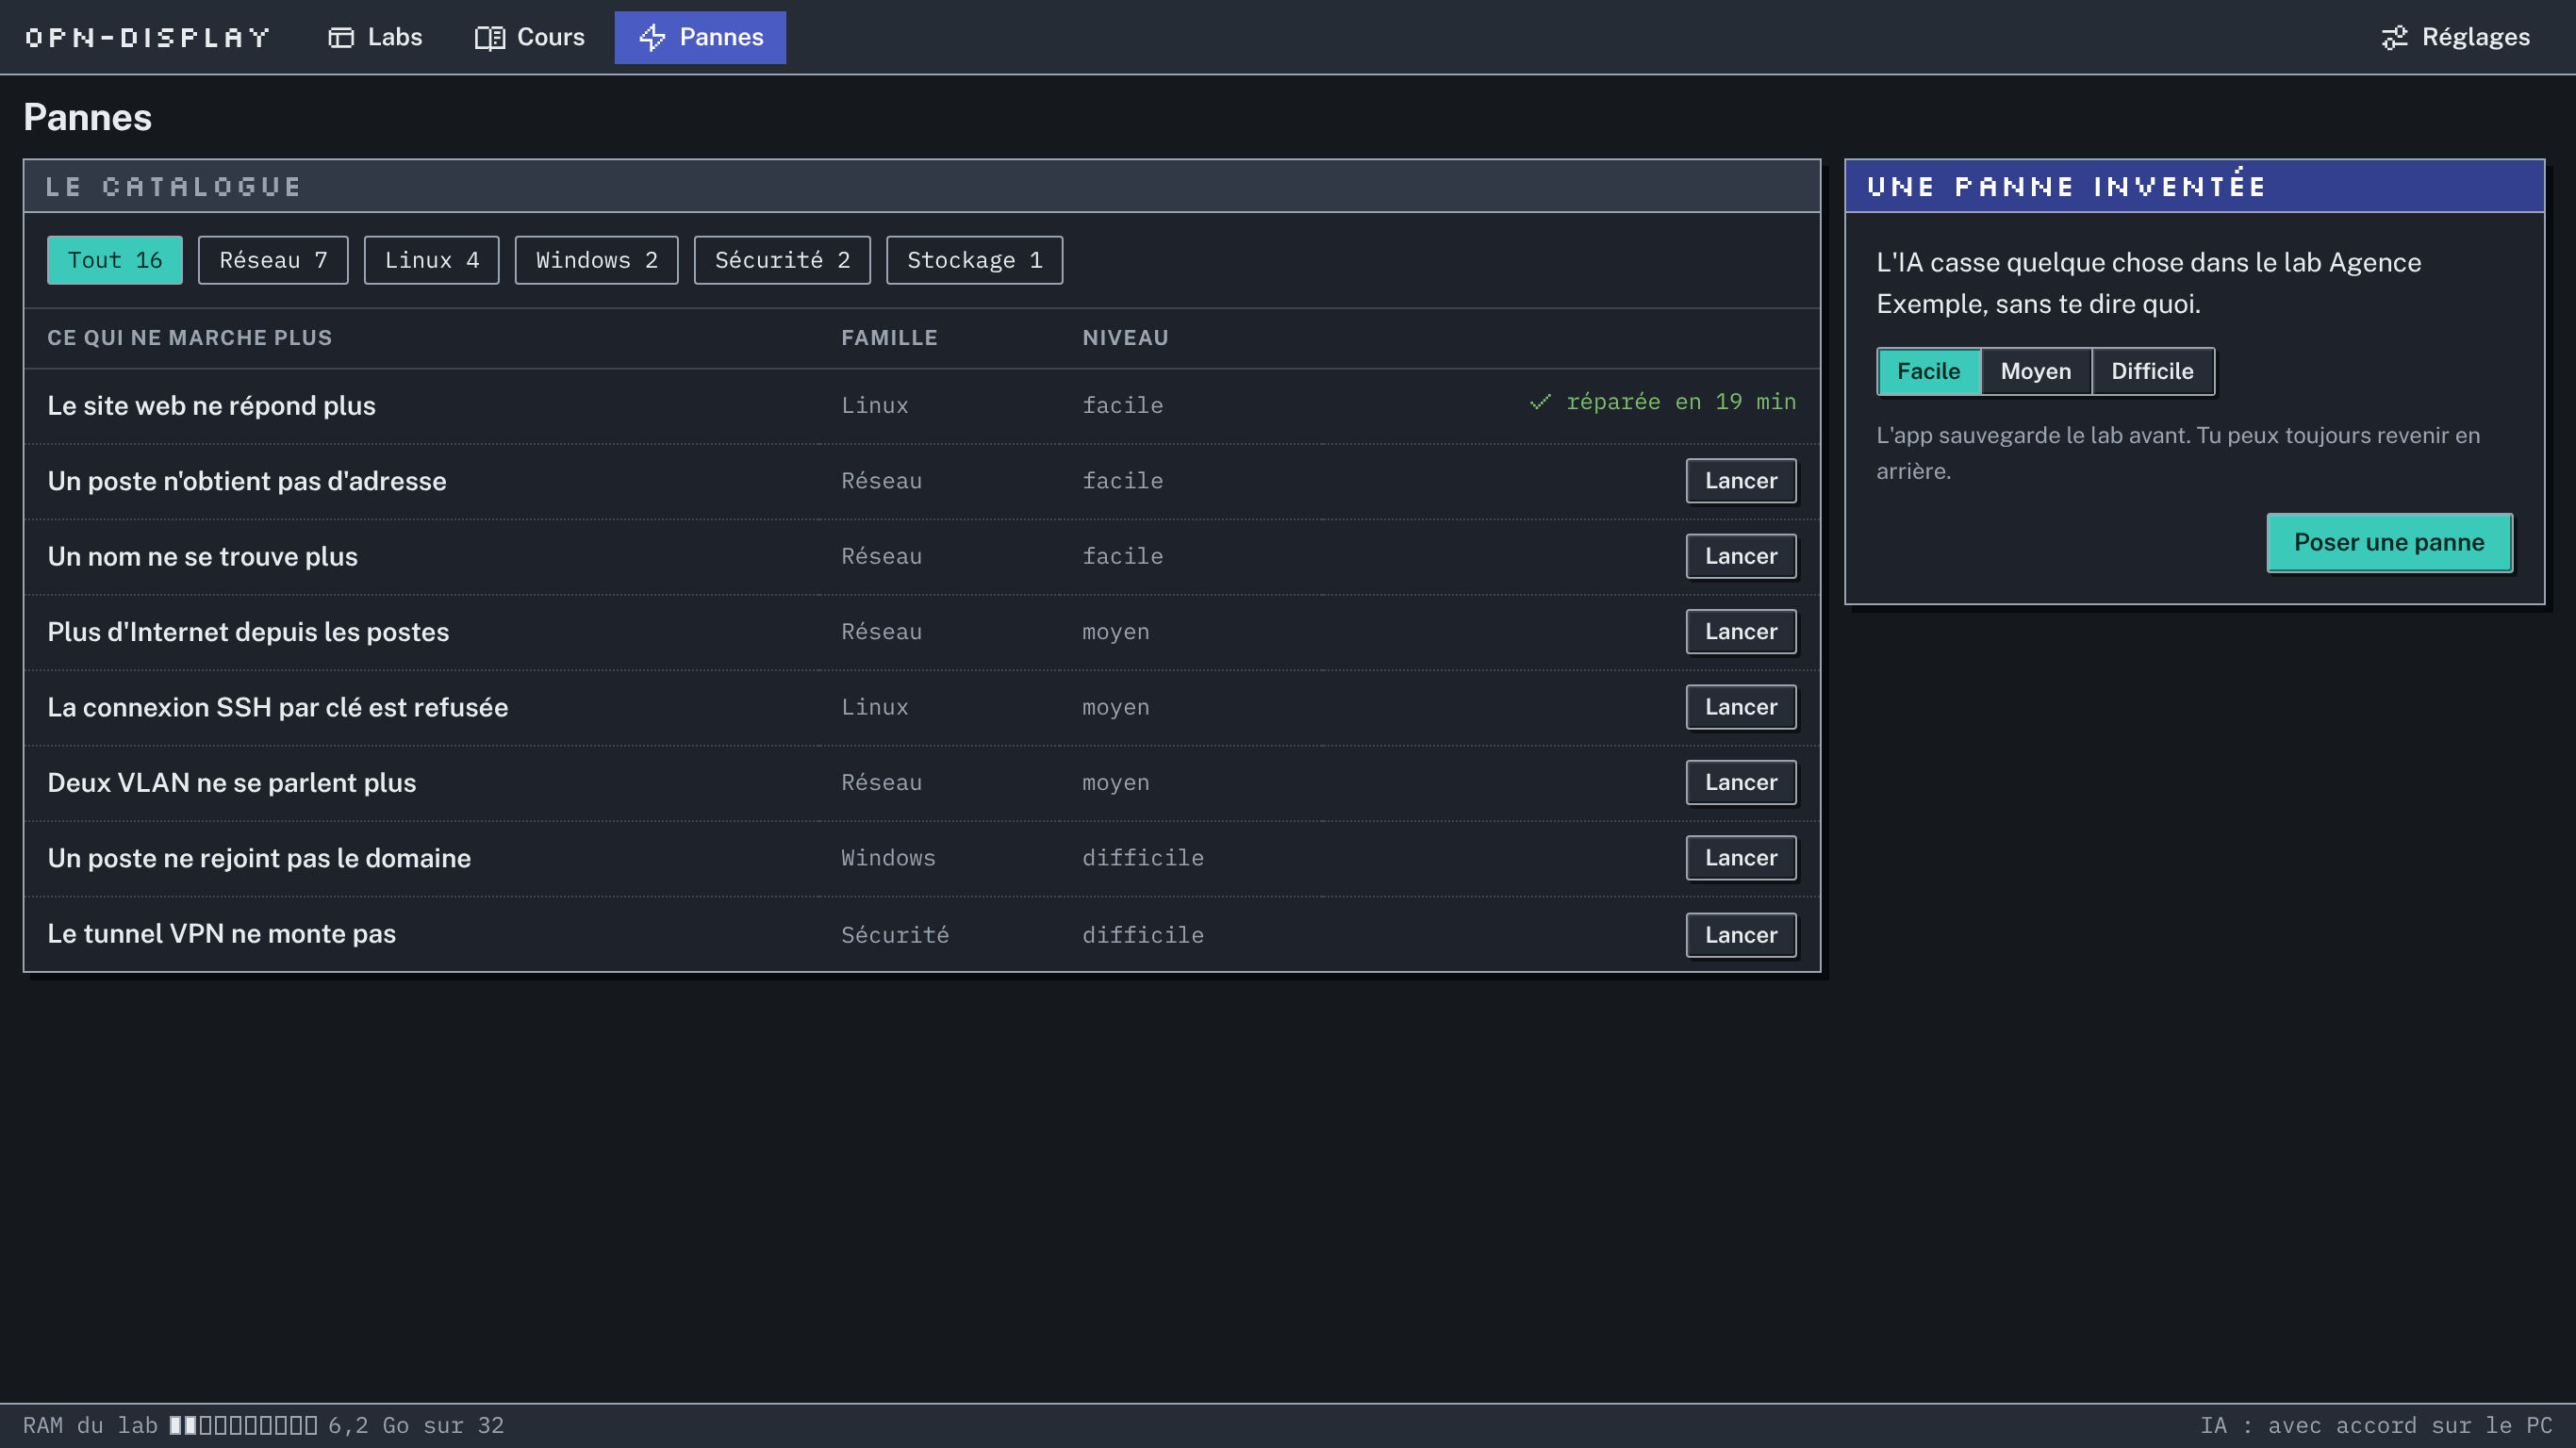 OPN-DISPLAY Labs Cours Pannes Réglages
Pannes
LE CATALOGUE
Tout 16 Réseau 7 Linux 4 Windows 2 Sécurité 2 Stockage 1
CE QUI NE MARCHE PLUS FAMILLE NIVEAU
Le site web ne répond plus Linux facile réparée en 19 min
Un poste n'obtient pas d'adresse Réseau facile Lancer
Un nom ne se trouve plus Réseau facile Lancer
Plus d'Internet depuis les postes Réseau moyen Lancer
La connexion SSH par clé est refusée Linux moyen Lancer
Deux VLAN ne se parlent plus Réseau moyen Lancer
Un poste ne rejoint pas le domaine Windows difficile Lancer
Le tunnel VPN ne monte pas Sécurité difficile Lancer
UNE PANNE INVENTÉE
L'IA casse quelque chose dans le lab Agence
Exemple, sans te dire quoi.
Facile Moyen Difficile
L'app sauvegarde le lab avant. Tu peux toujours revenir en
arrière.
Poser une panne
RAM du lab 6,2 Go sur 32 IA : avec accord sur le PC